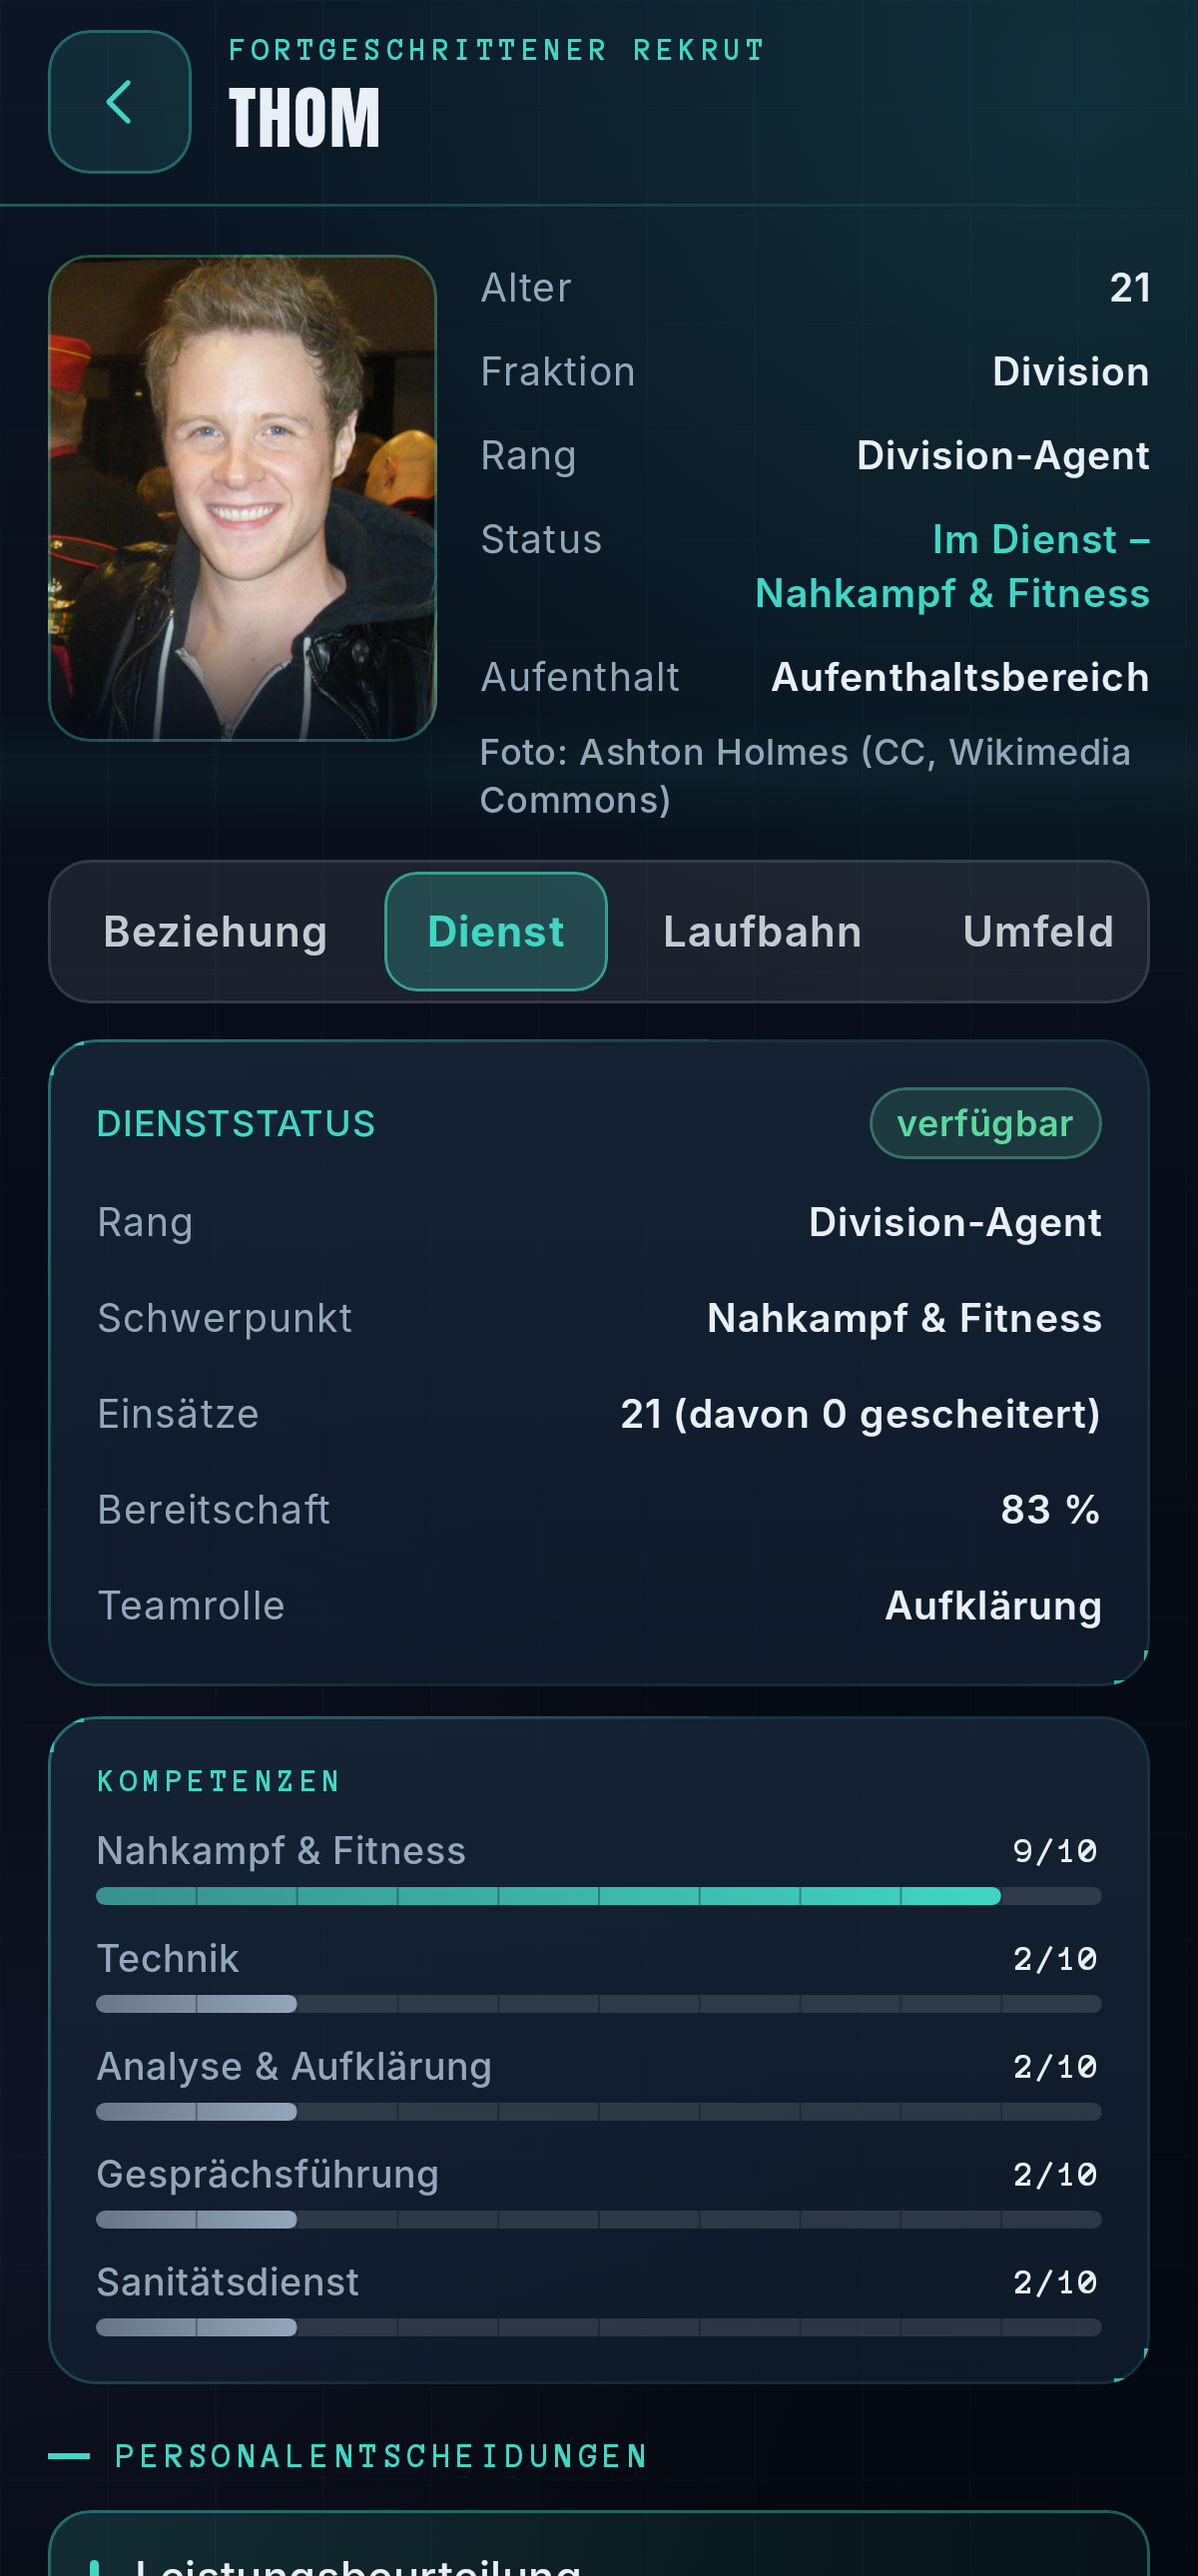 FORTGESCHRITTENER REKRUT
THOM
Alter 21
Fraktion Division
Rang Division-Agent
Status Im Dienst –
Nahkampf & Fitness
Aufenthalt Aufenthaltsbereich
Foto: Ashton Holmes (CC, Wikimedia
Commons)
Beziehung Dienst Laufbahn Umfeld
DIENSTSTATUS verfügbar
Rang Division-Agent
Schwerpunkt Nahkampf & Fitness
Einsätze 21 (davon 0 gescheitert)
Bereitschaft 83 %
Teamrolle Aufklärung
KOMPETENZEN
Nahkampf & Fitness 9/10
Technik 2/10
Analyse & Aufklärung 2/10
Gesprächsführung 2/10
Sanitätsdienst 2/10
PERSONALENTSCHEIDUNGEN
Leistungsbeurteilung